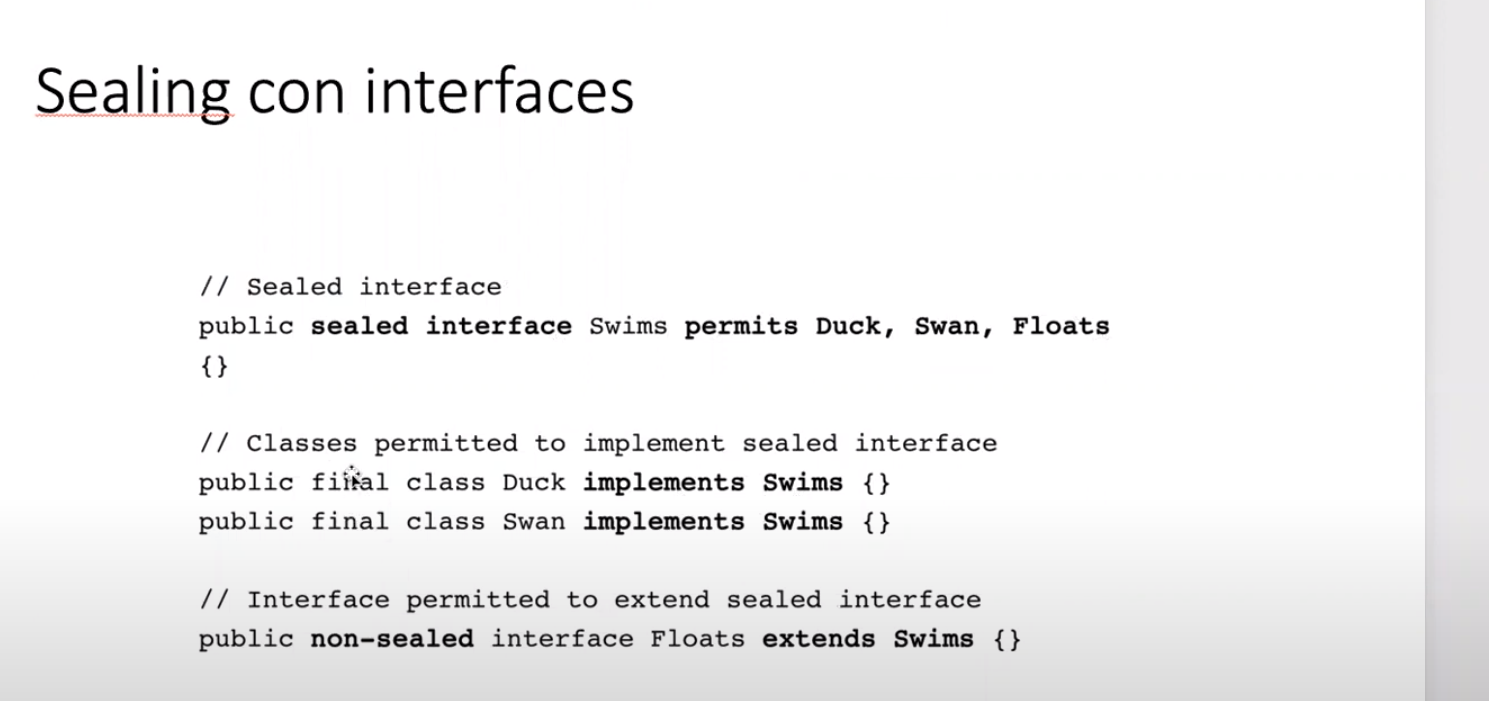 Sealing con interfaces
// Sealed interface
public sealed interface Swims permits Duck, Swan, Floats
{}
// Classes permitted to implement sealed interface
public final class Duck implements Swims {}
public final class Swan implements Swims {}
// Interface permitted to extend sealed interface
public non-sealed interface Floats extends Swims {}